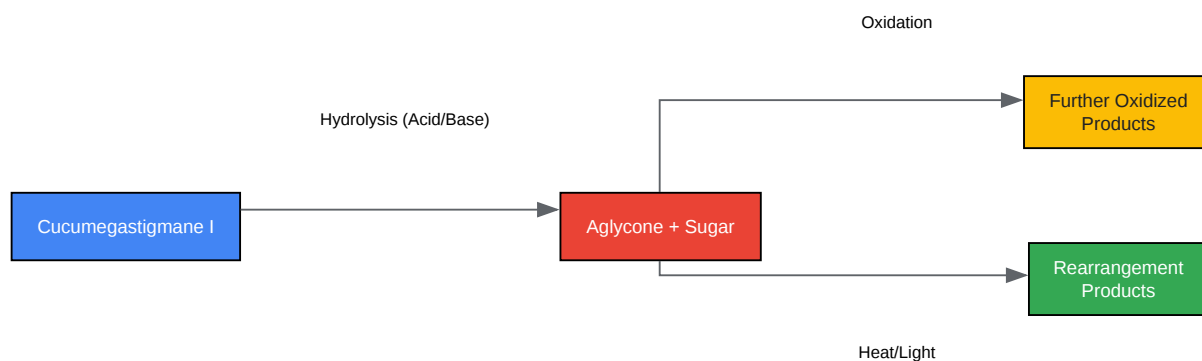 Oxidation
Further Oxidized
Products
Hydrolysis (Acid/Base)
Cucumegastigmane I
Aglycone + Sugar
Rearrangement
Products
Heat/Light